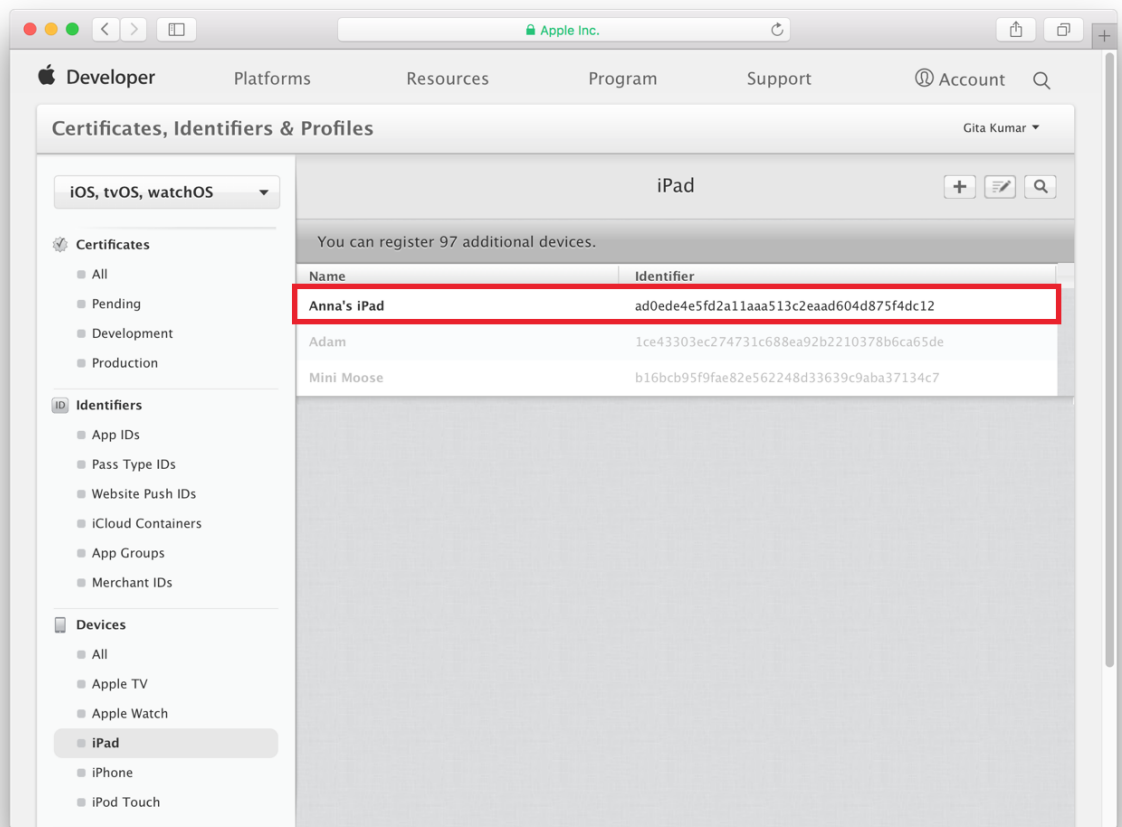 Apple Inc.
Developer Platforms Resources Program Support Account
Certificates, Identifiers & Profiles
Gita Kumar
iOS, tvOS, watchOS
Certificates
All
Pending
Development
Production
ID Identifiers
App IDs
Pass Type IDs
Website Push IDs
iCloud Containers
App Groups
Merchant IDs
Devices
All
Apple TV
Apple Watch
iPad
iPhone
iPod Touch
iPad
You can register 97 additional devices.
Name Identifier
Anna's iPad ad0ede4e5fd2a11aaa513c2eaad604d875f4dc12
Adam 1ce43303ec274731c688ea92b2210378b6ca65de
Mini Moose b16bcb95f9fae82e562248d33639c9aba37134c7